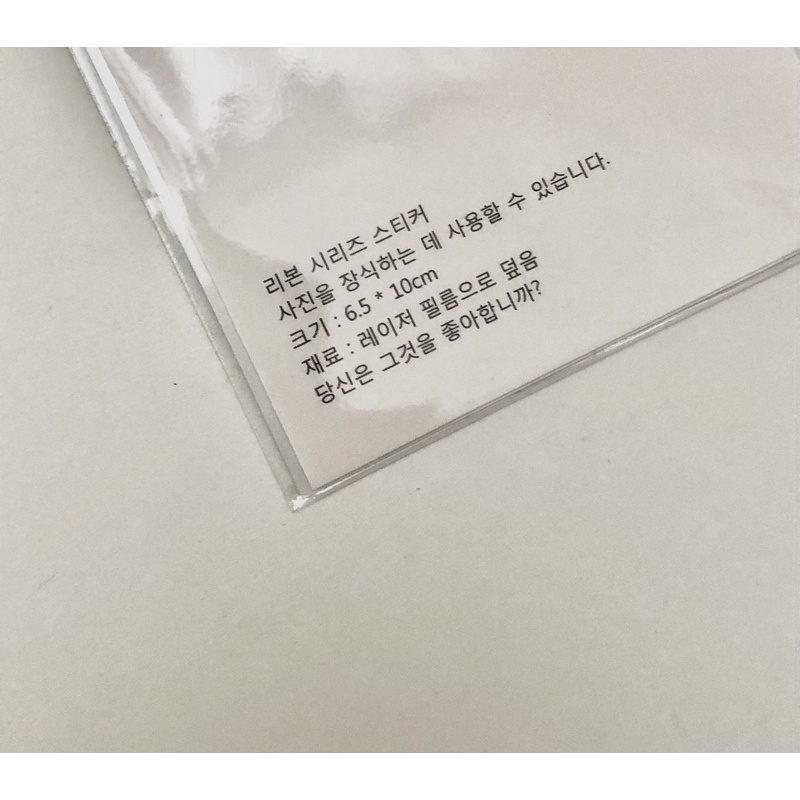 리본 시리즈 스티커
사진을 장식하는 데 사용할 수 있습니다.
크기 : 6.5 * 10cm
재료 : 레이저 필름으로 덮음
당신은 그것을 좋아합니까?